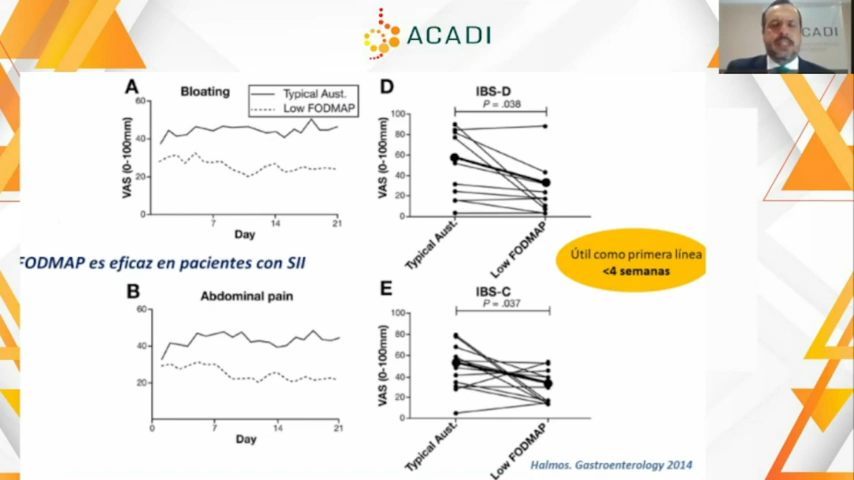 ACADI
ACADI
A
Bloating
Typical Aust.
Low FODMAP
VAS (0-100mm)
60
40
20
0
7
14
21
Day
D
IBS-D
P = .038
VAS (0-100mm)
100
80
60
40
20
0
Typical Aust.
Low FODMAP
FODMAP es eficaz en pacientes con SII
Útil como primera línea
<4 semanas
B
Abdominal pain
VAS (0-100mm)
60
40
20
0
7
14
21
Day
E
IBS-C
P = .037
VAS (0-100mm)
100
80
60
40
20
0
Typical Aust.
Low FODMAP
Halmos. Gastroenterology 2014